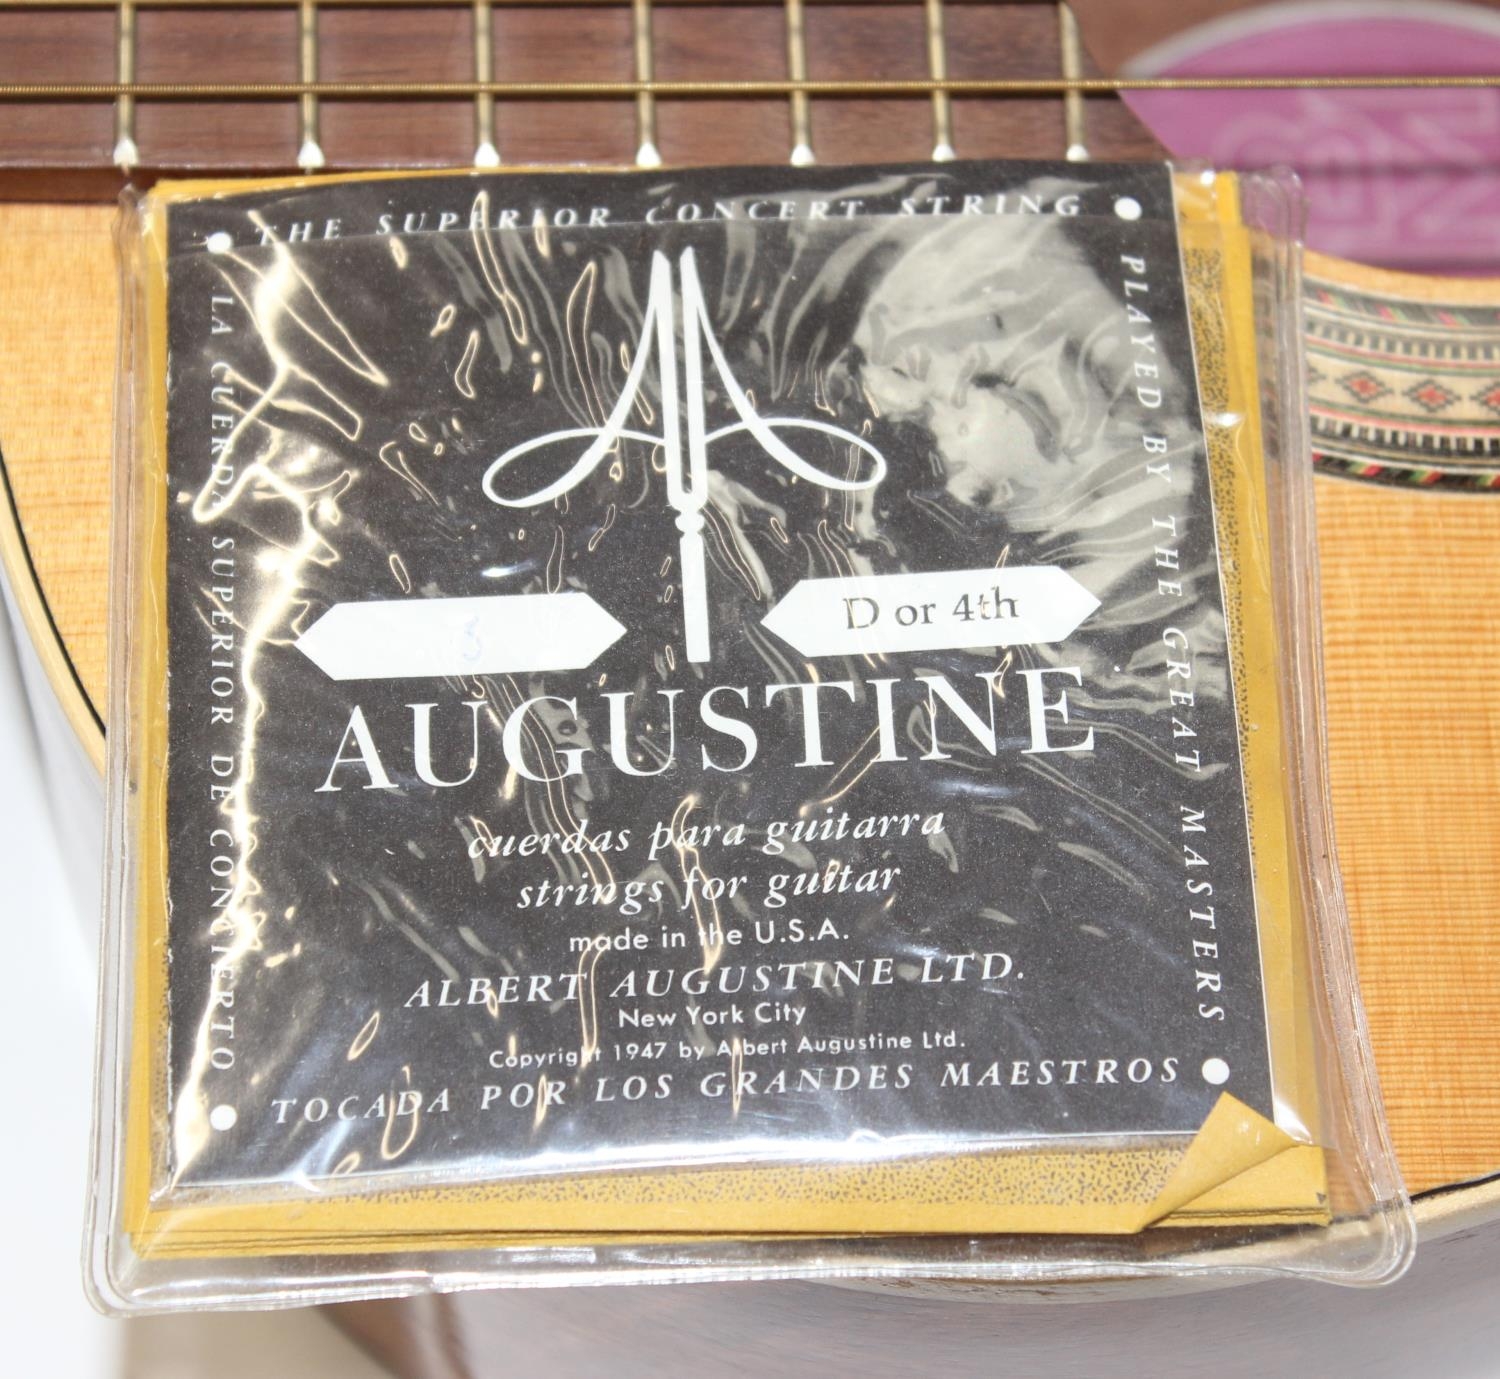 THE SUPERIOR CONCERT STRING
PLAYED BY THE GREAT MASTERS
LA CUERDA SUPERIOR DE CONCIERTO
D or 4th
AUGUSTINE
cuerdas para guitarra
strings for guitar
made in the U.S.A.
ALBERT AUGUSTINE LTD.
New York City
Copyright 1947 by Albert Augustine Ltd.
TOCADA POR LOS GRANDES MAESTROS